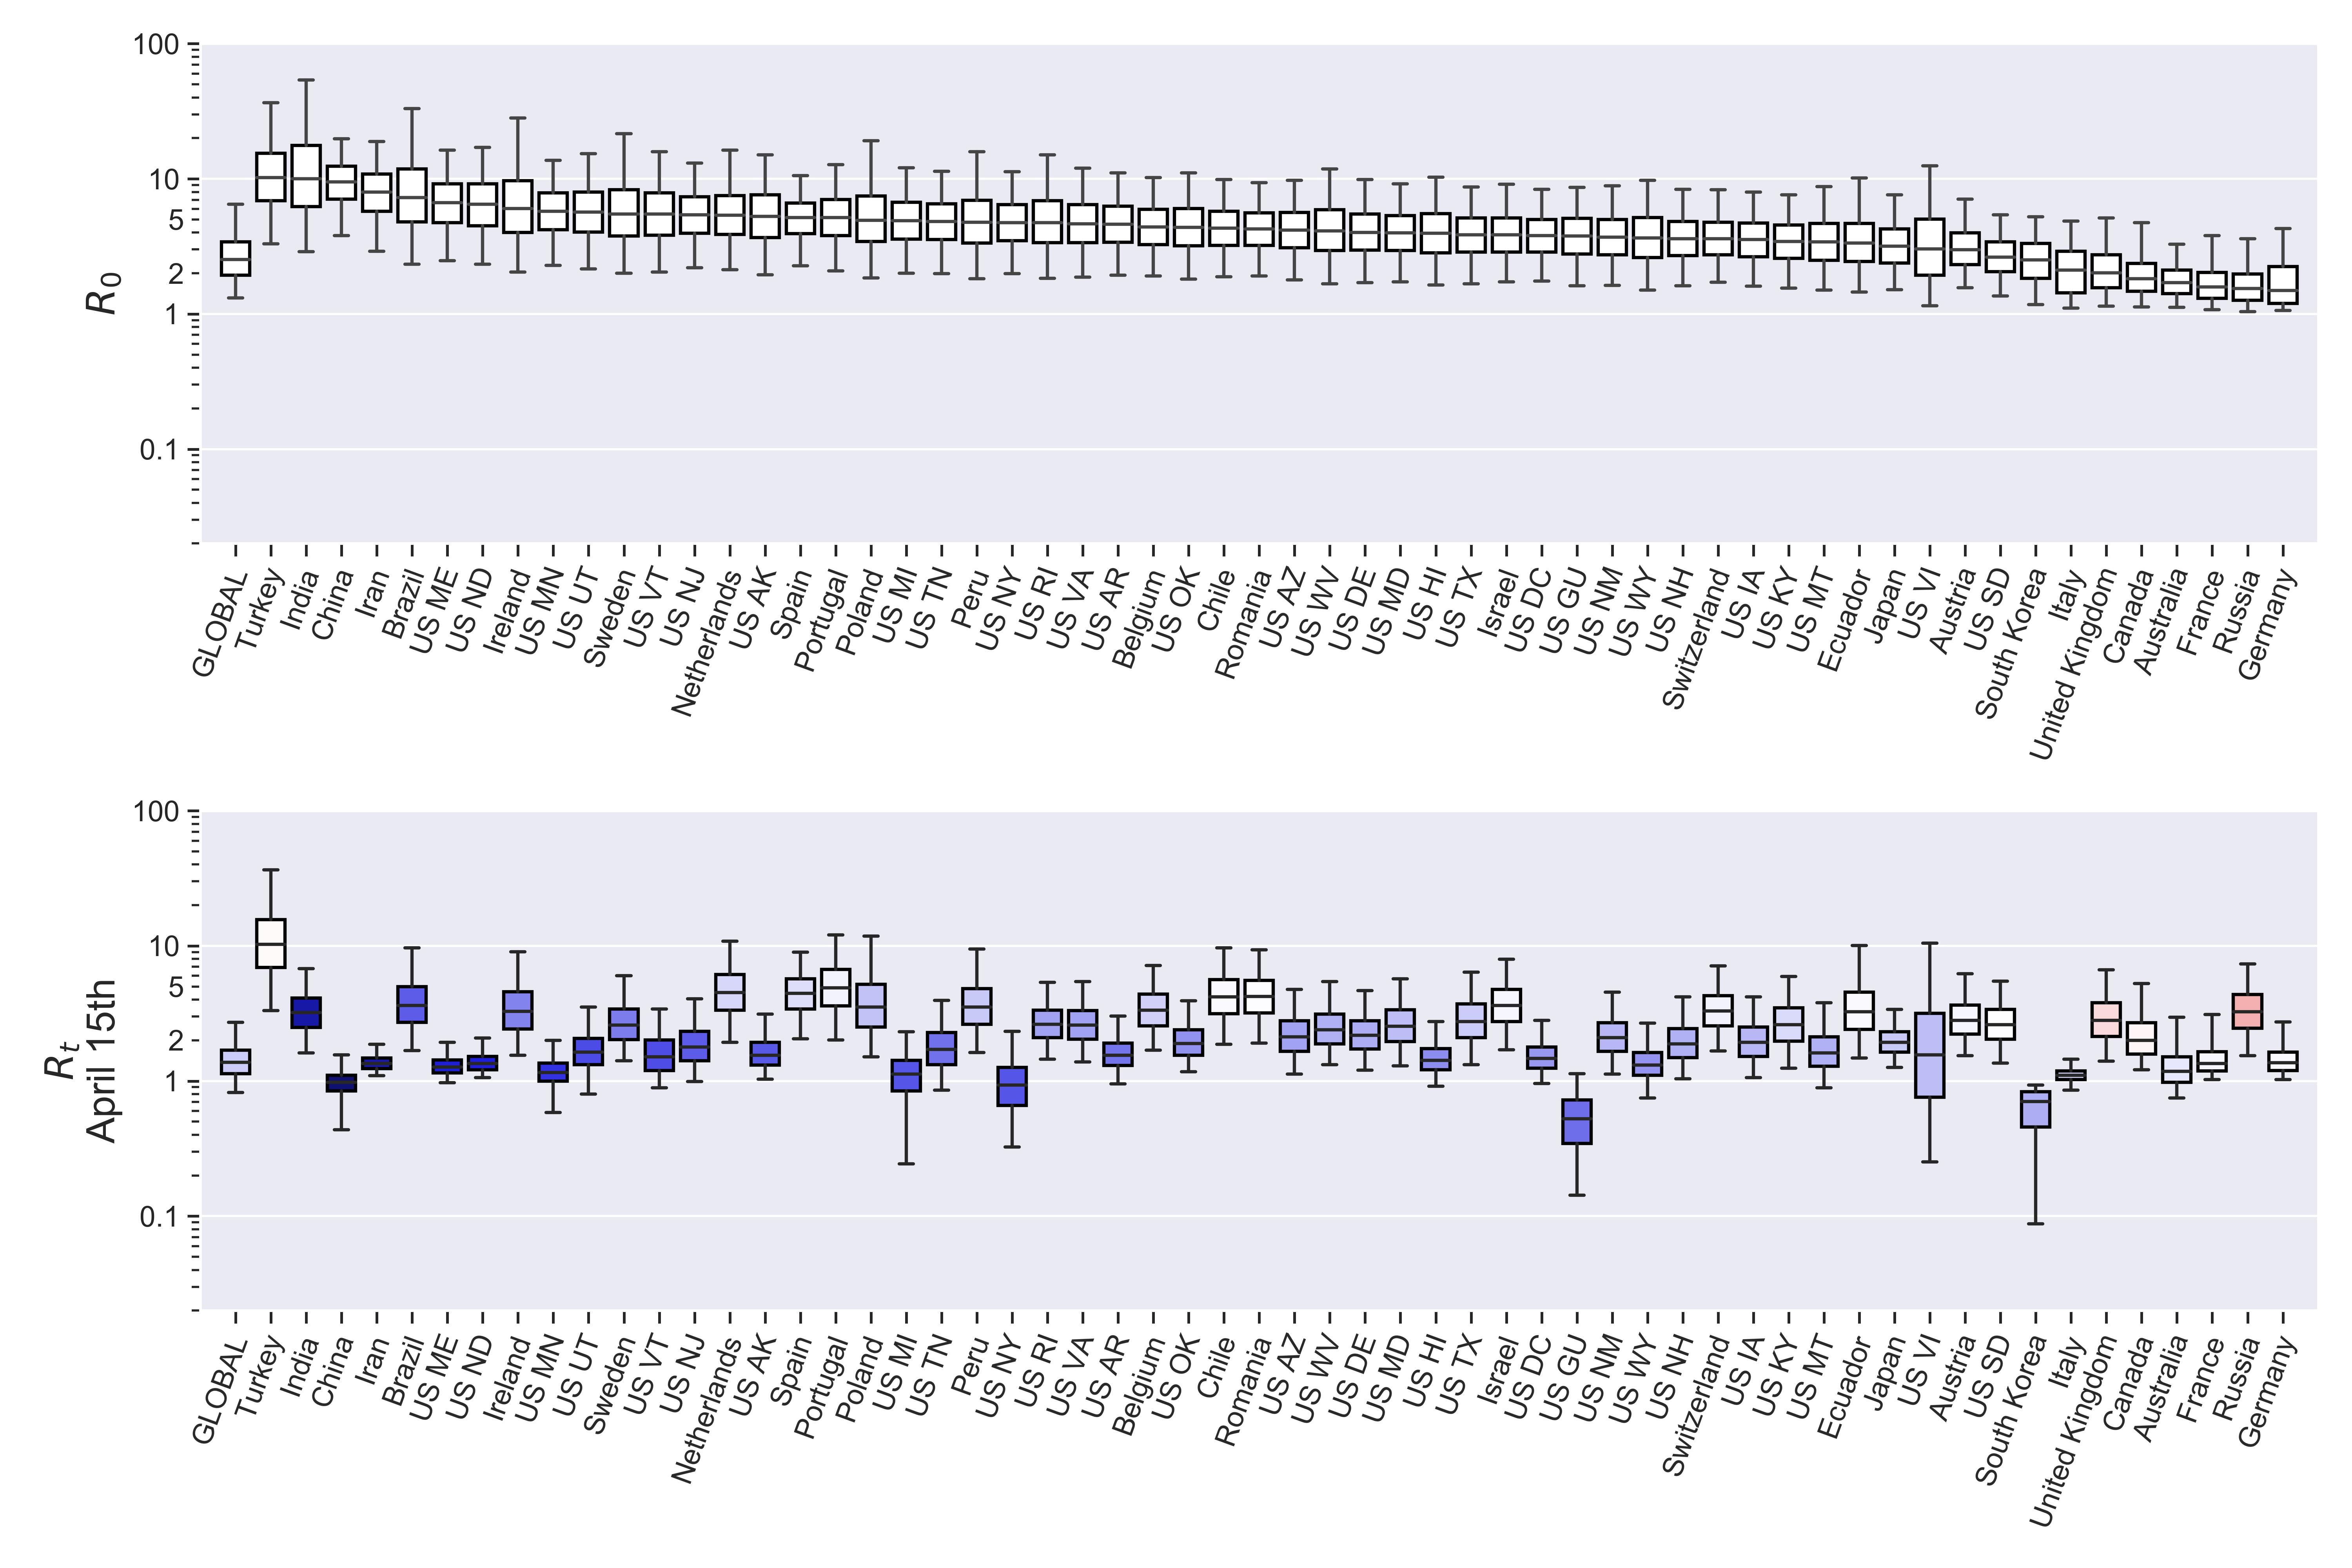 100
10
5
2
1
0.1
R0
GLOBAL
Turkey
India
China
Iran
Brazil
US ME
US ND
Ireland
US MN
US UT
Sweden
US VT
US NJ
Netherlands
US AK
Spain
Portugal
Poland
US MI
US TN
Peru
US NY
US RI
US VA
US AR
Belgium
US OK
Chile
Romania
US AZ
US WV
US DE
US MD
US HI
US TX
Israel
US DC
US GU
US NM
US WY
US NH
Switzerland
US IA
US KY
US MT
Ecuador
Japan
US VI
Austria
US SD
South Korea
Italy
United Kingdom
Canada
Australia
France
Russia
Germany
100
10
5
2
1
0.1
Rt
April 15th
GLOBAL
Turkey
India
China
Iran
Brazil
US ME
US ND
Ireland
US MN
US UT
Sweden
US VT
US NJ
Netherlands
US AK
Spain
Portugal
Poland
US MI
US TN
Peru
US NY
US RI
US VA
US AR
Belgium
US OK
Chile
Romania
US AZ
US WV
US DE
US MD
US HI
US TX
Israel
US DC
US GU
US NM
US WY
US NH
Switzerland
US IA
US KY
US MT
Ecuador
Japan
US VI
Austria
US SD
South Korea
Italy
United Kingdom
Canada
Australia
France
Russia
Germany